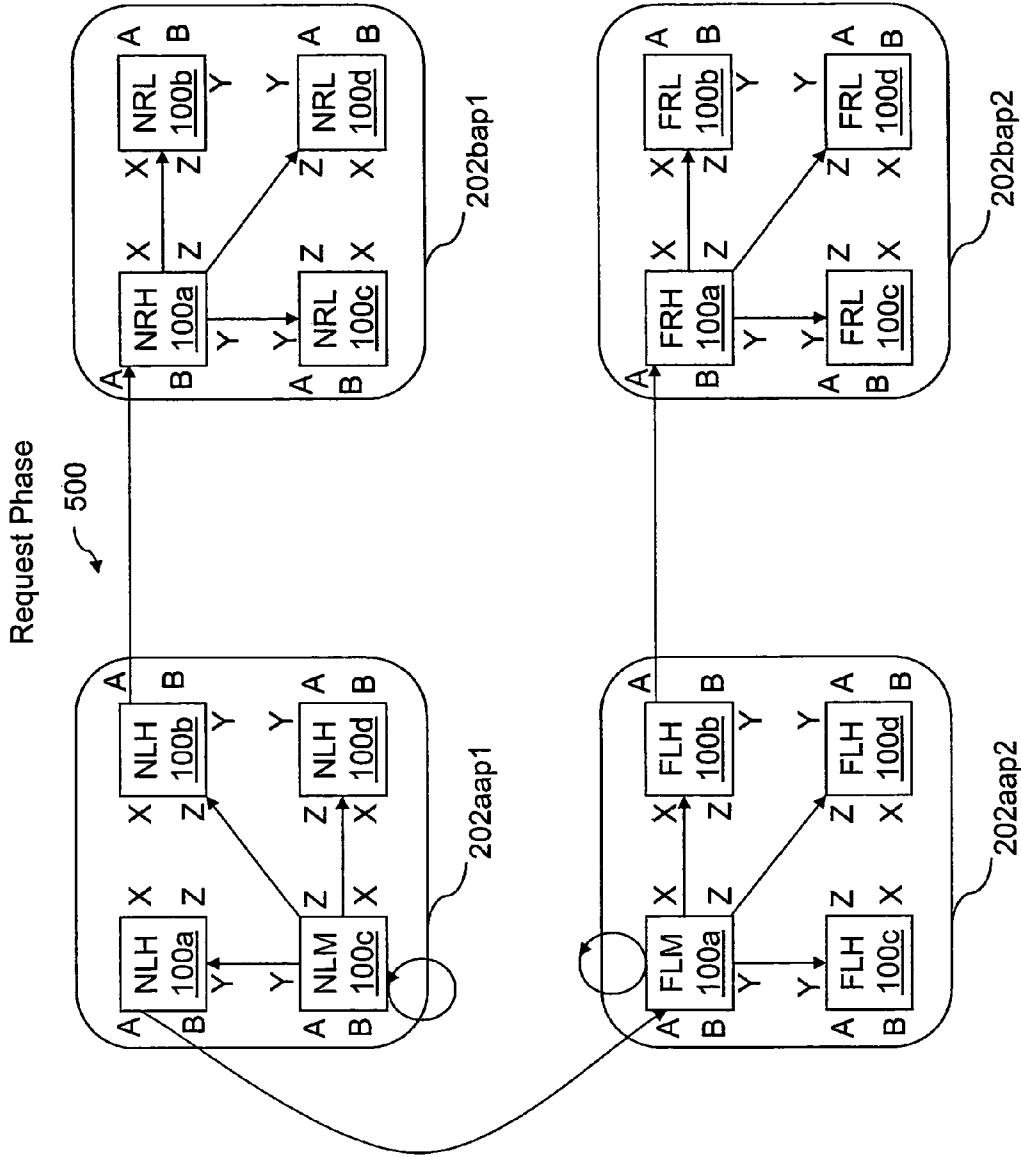 Request Phase
500
A
NLH
100a
X
B
Y
Z
X
NLH
100b
A
Z
Y
B
A
Y
NLM
100c
Z
B
X
Z
Y
NLH
100d
A
X
B
202aap1
A
NRH
100a
X
B
Y
Z
X
NRL
100b
A
Z
Y
B
A
Y
NRL
100c
Z
B
X
Z
Y
NRL
100d
A
X
B
202bap1
A
FLM
100a
X
B
Y
Z
X
FLH
100b
A
Z
Y
B
A
Y
FLH
100c
Z
B
X
Z
Y
FLH
100d
A
X
B
202aap2
A
FRH
100a
X
B
Y
Z
X
FRL
100b
A
Z
Y
B
A
Y
FRL
100c
Z
B
X
Z
Y
FRL
100d
A
X
B
202bap2